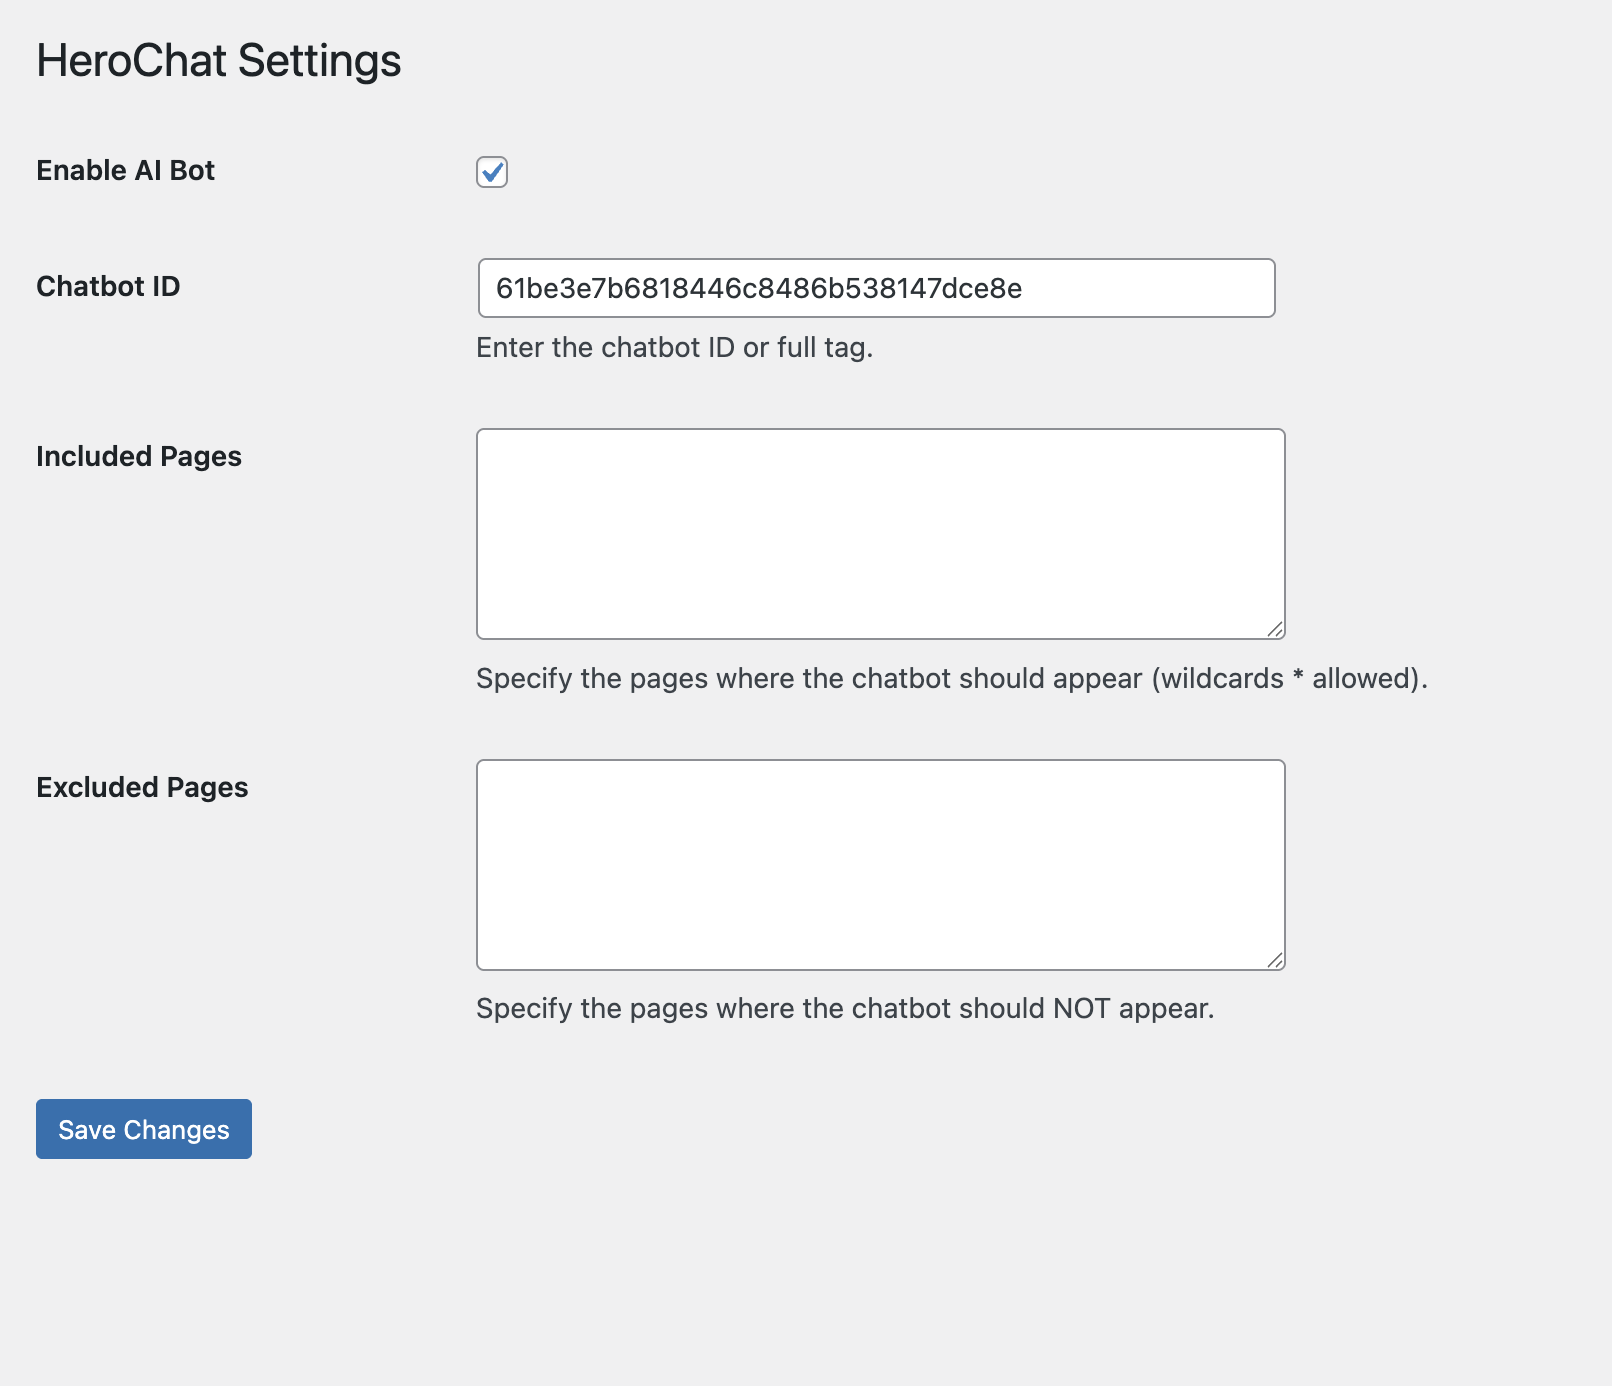 HeroChat Settings
Enable AI Bot
Chatbot ID
61be3e7b6818446c8486b538147dce8e
Enter the chatbot ID or full tag.
Included Pages
Specify the pages where the chatbot should appear (wildcards * allowed).
Excluded Pages
Specify the pages where the chatbot should NOT appear.
Save Changes